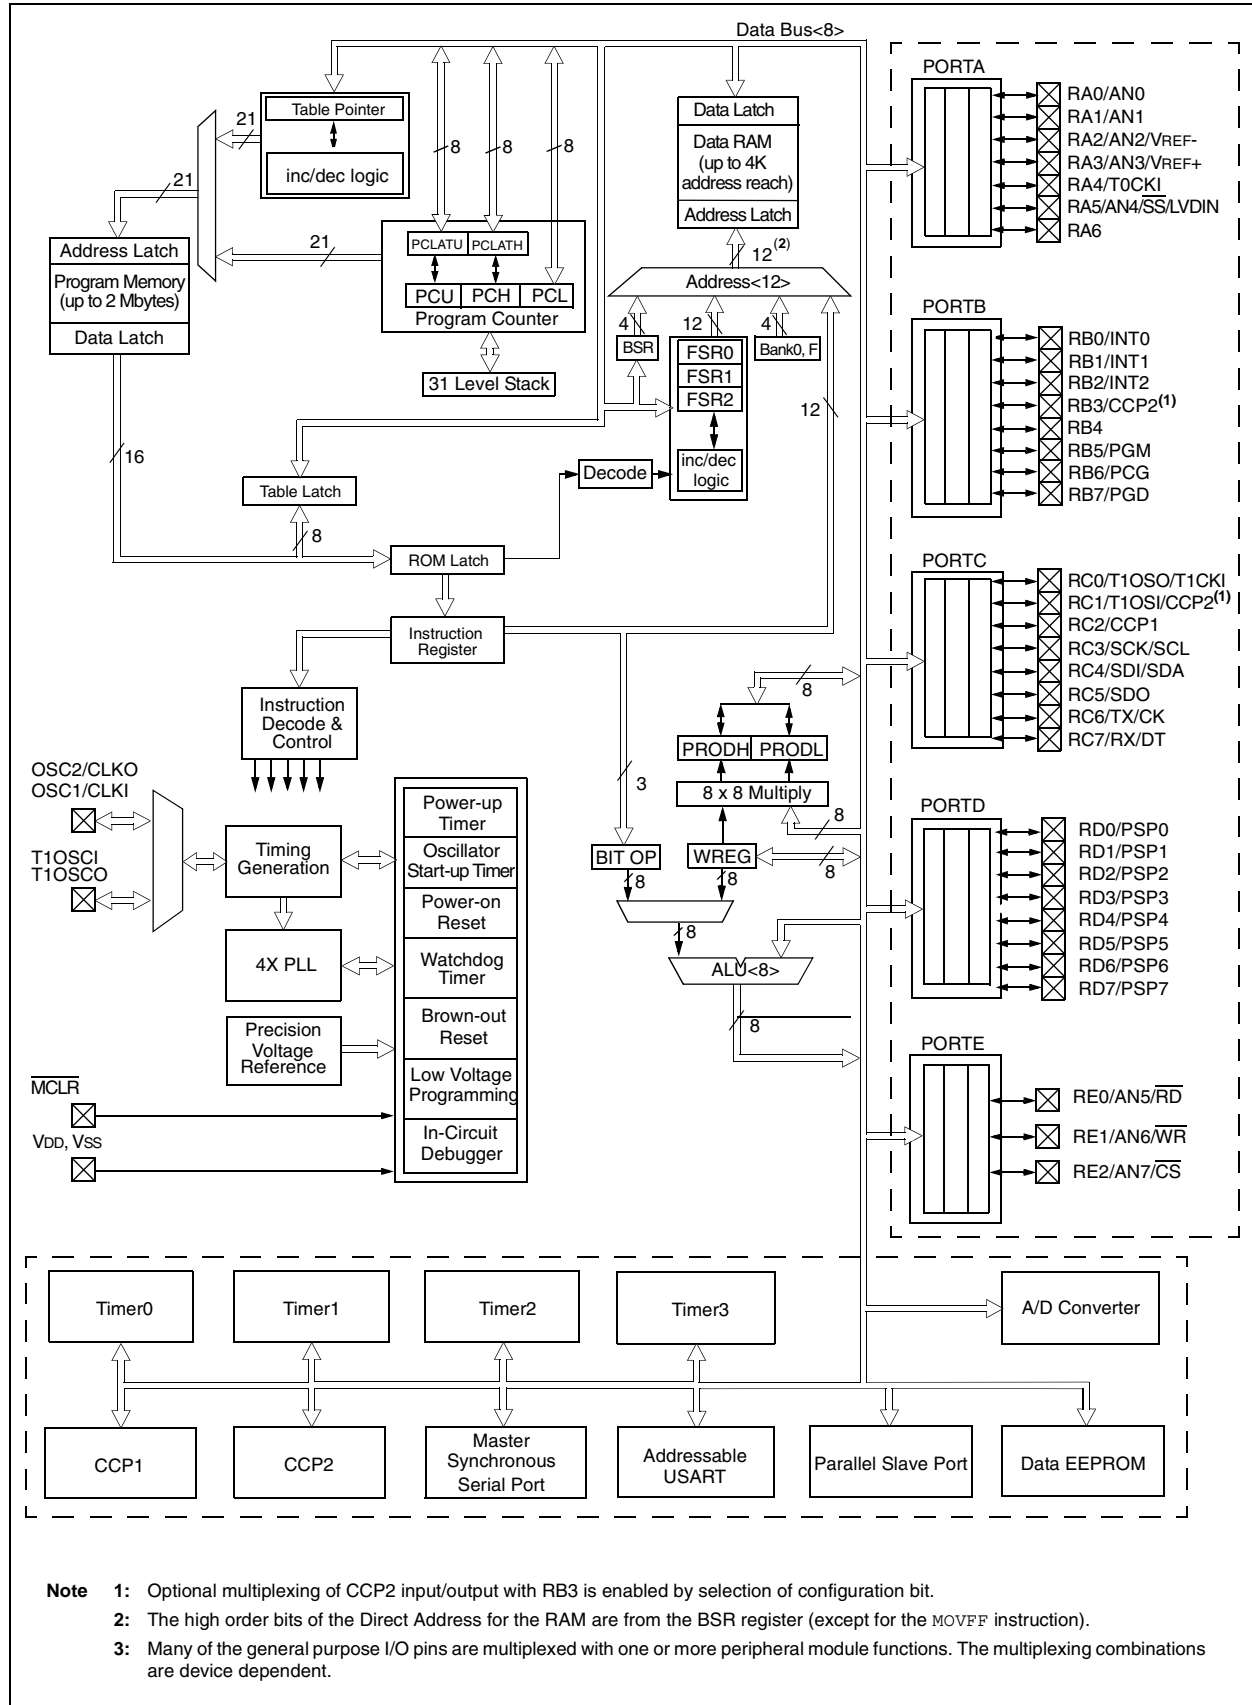 Data Bus<8>
Table Pointer
inc/dec logic
21
21
21
8
8
8
Address Latch
Program Memory
(up to 2 Mbytes)
Data Latch
16
PCLATU
PCLATH
PCU
PCH
PCL
Program Counter
31 Level Stack
Data Latch
Data RAM
(up to 4K
address reach)
Address Latch
12(2)
Address<12>
4
12
4
BSR
FSR0
FSR1
FSR2
inc/dec
logic
Bank0, F
12
Decode
Table Latch
8
ROM Latch
Instruction
Register
Instruction
Decode &
Control
OSC2/CLKO
OSC1/CLKI
T1OSCI
T1OSCO
Timing
Generation
4X PLL
Precision
Voltage
Reference
MCLR
VDD, VSS
Power-up
Timer
Oscillator
Start-up Timer
Power-on
Reset
Watchdog
Timer
Brown-out
Reset
Low Voltage
Programming
In-Circuit
Debugger
8
PRODH
PRODL
8 x 8 Multiply
3
8
BIT OP
WREG
8
8
8
8
ALU<8>
8
PORTA
RA0/AN0
RA1/AN1
RA2/AN2/VREF-
RA3/AN3/VREF+
RA4/T0CKI
RA5/AN4/SS/LVDIN
RA6
PORTB
RB0/INT0
RB1/INT1
RB2/INT2
RB3/CCP2(1)
RB4
RB5/PGM
RB6/PCG
RB7/PGD
PORTC
RC0/T1OSO/T1CKI
RC1/T1OSI/CCP2(1)
RC2/CCP1
RC3/SCK/SCL
RC4/SDI/SDA
RC5/SDO
RC6/TX/CK
RC7/RX/DT
PORTD
RD0/PSP0
RD1/PSP1
RD2/PSP2
RD3/PSP3
RD4/PSP4
RD5/PSP5
RD6/PSP6
RD7/PSP7
PORTE
RE0/AN5/RD
RE1/AN6/WR
RE2/AN7/CS
Timer0
Timer1
Timer2
Timer3
A/D Converter
CCP1
CCP2
Master
Synchronous
Serial Port
Addressable
USART
Parallel Slave Port
Data EEPROM
Note 1: Optional multiplexing of CCP2 input/output with RB3 is enabled by selection of configuration bit.
2: The high order bits of the Direct Address for the RAM are from the BSR register (except for the MOVFF instruction).
3: Many of the general purpose I/O pins are multiplexed with one or more peripheral module functions. The multiplexing combinations
are device dependent.